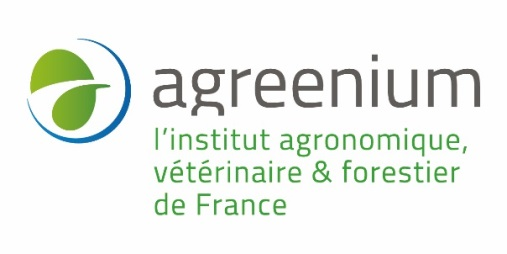 agreenium
l'institut agronomique,
vétérinaire & forestier
de France